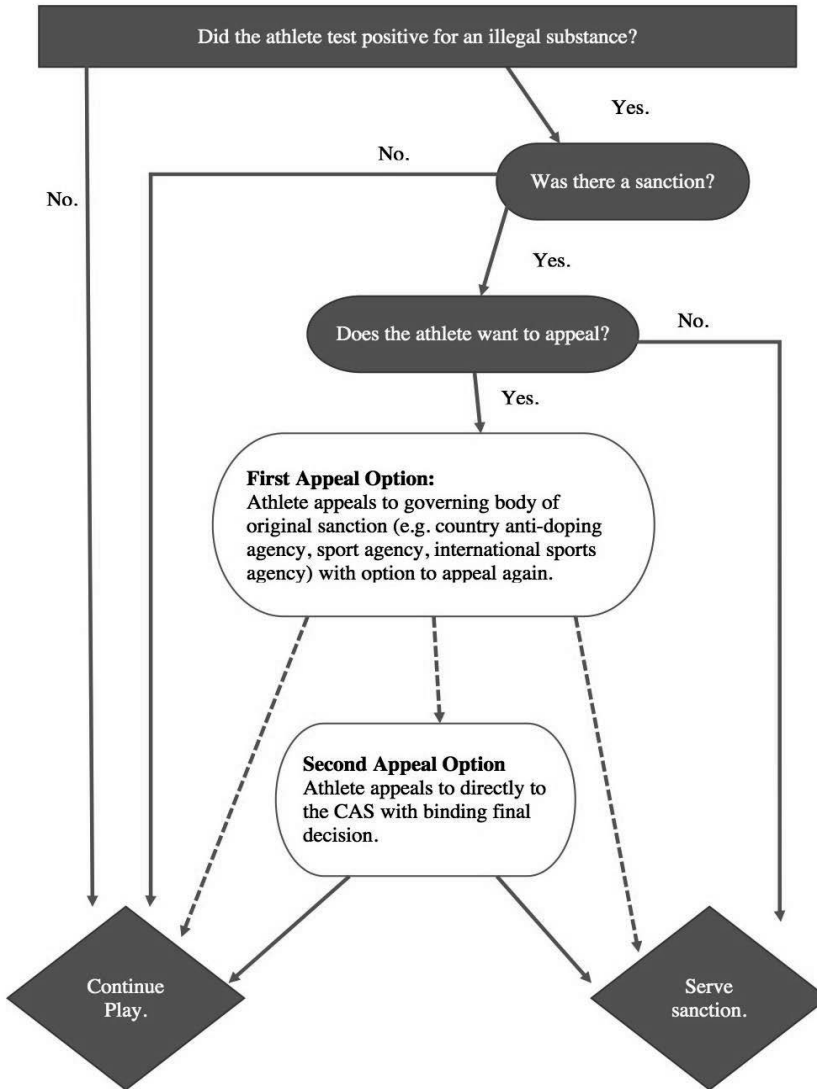 Did the athlete test positive for an illegal substance?
Yes.
No.
Was there a sanction?
No.
Yes.
No.
Does the athlete want to appeal?
Yes.
First Appeal Option:
Athlete appeals to governing body of
original sanction (e.g. country anti-doping
agency, sport agency, international sports
agency) with option to appeal again.
Second Appeal Option
Athlete appeals to directly to
the CAS with binding final
decision.
Continue
Play.
Serve
sanction.